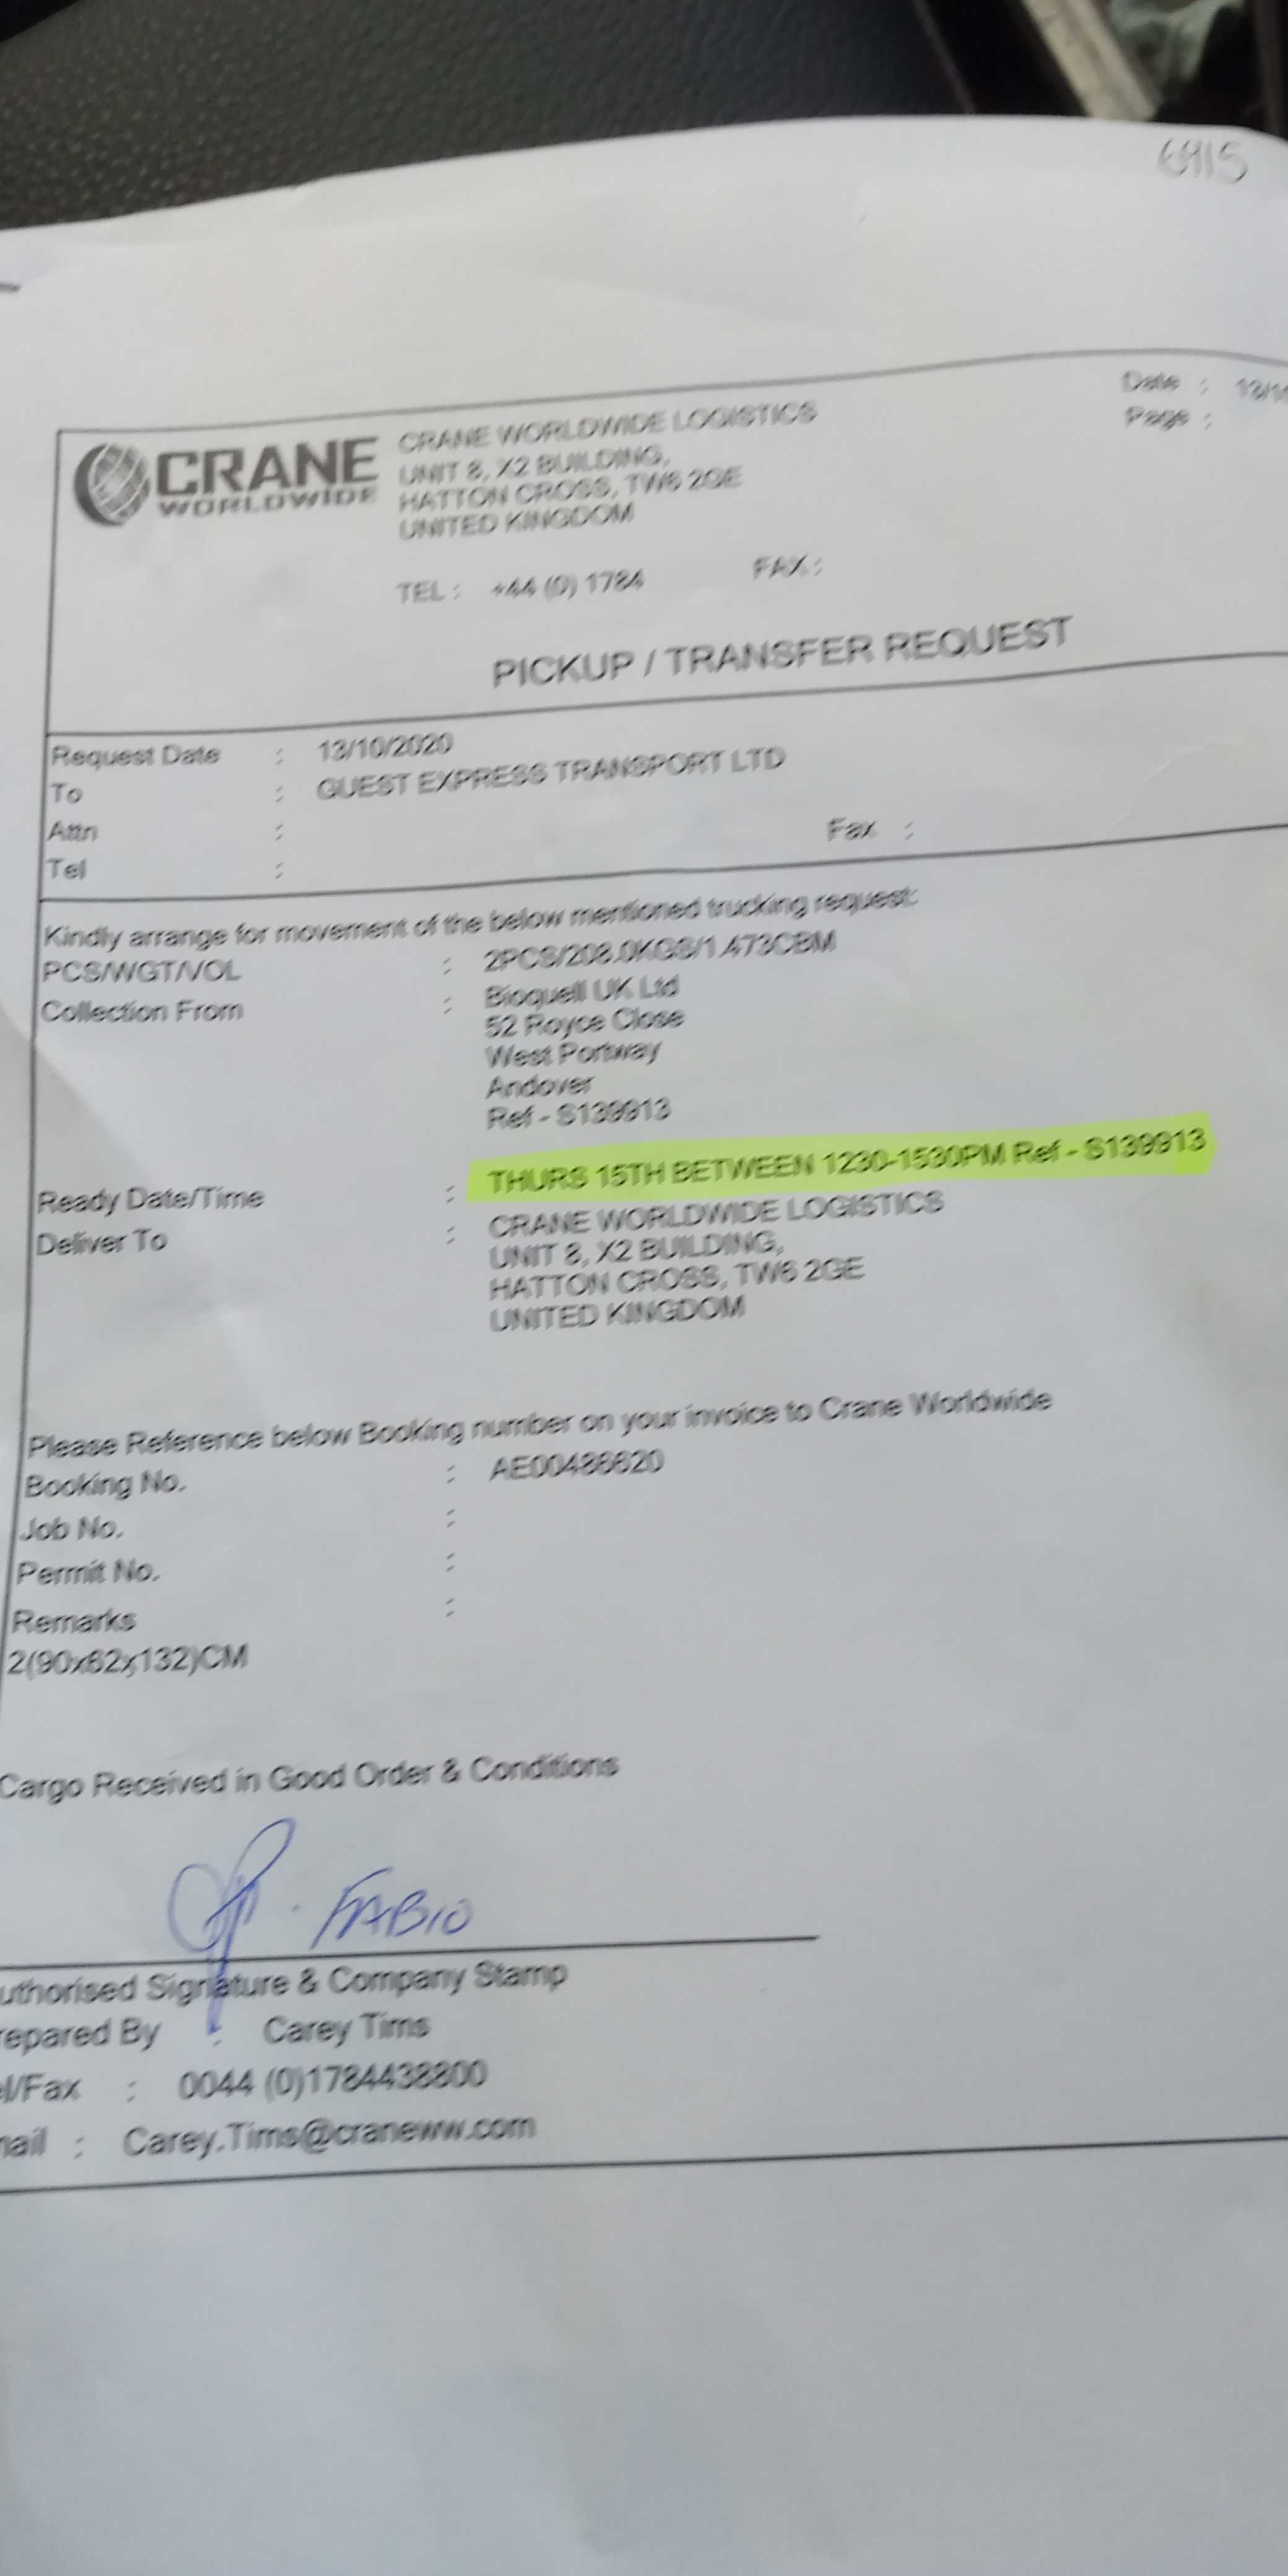 6915
Date :
Page :
CRANE
WORLDWIDE
CRANE WORLDWIDE LOGISTICS
UNIT 8, X2 BUILDING,
HATTON CROSS, TW6 2GE
UNITED KINGDOM
TEL : +44 (0) 1784 FAX :
PICKUP / TRANSFER REQUEST
Request Date : 13/10/2020
To : GUEST EXPRESS TRANSPORT LTD
Attn : Fax :
Tel :
Kindly arrange for movement of the below mentioned trucking request:
PCS/WGT/VOL : 2PCS/208.0KGS/1.473CBM
Collection From : Bioquell UK Ltd
52 Royce Close
West Portway
Andover
Ref - S139913
Ready Date/Time : THURS 15TH BETWEEN 1230-1530PM Ref - S139913
Deliver To : CRANE WORLDWIDE LOGISTICS
UNIT 8, X2 BUILDING,
HATTON CROSS, TW6 2GE
UNITED KINGDOM
Please Reference below Booking number on your invoice to Crane Worldwide
Booking No. : AE00486620
Job No. :
Permit No. :
Remarks :
2(90x62x132)CM
Cargo Received in Good Order & Conditions
FABIO
uthorised Signature & Company Stamp
repared By : Carey Tims
el/Fax : 0044 (0)1784438800
nail : Carey.Tims@craneww.com